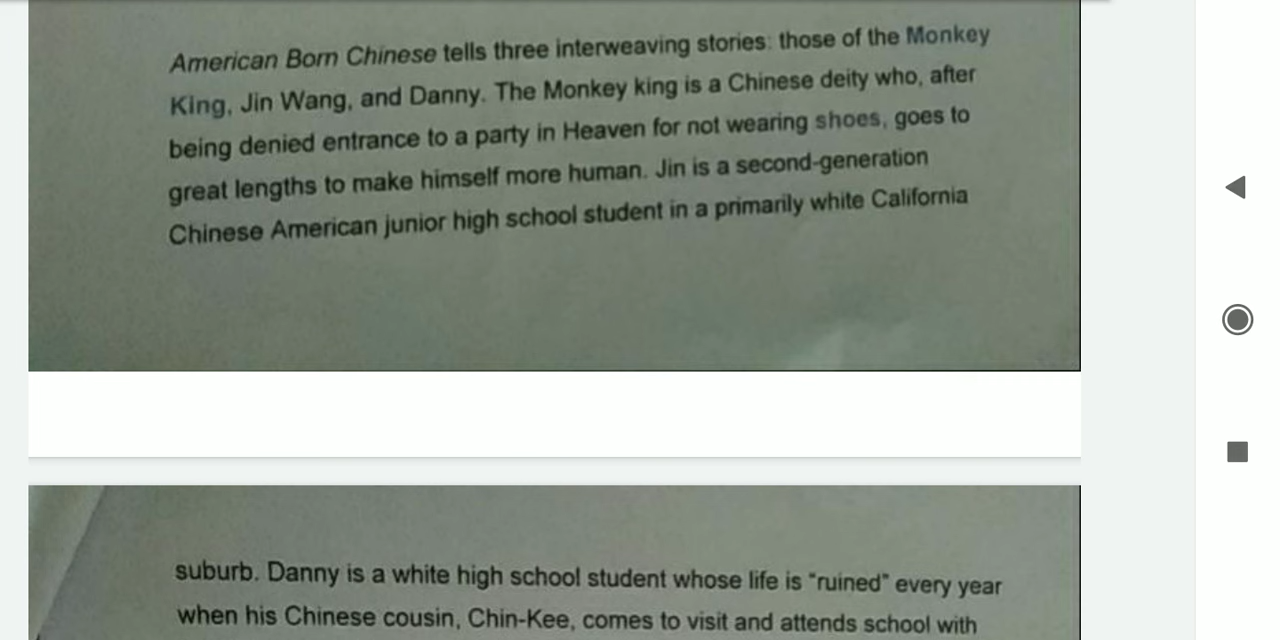 American Born Chinese tells three interweaving stories: those of the Monkey
King, Jin Wang, and Danny. The Monkey king is a Chinese deity who, after
being denied entrance to a party in Heaven for not wearing shoes, goes to
great lengths to make himself more human. Jin is a second-generation
Chinese American junior high school student in a primarily white California
suburb. Danny is a white high school student whose life is "ruined" every year
when his Chinese cousin, Chin-Kee, comes to visit and attends school with